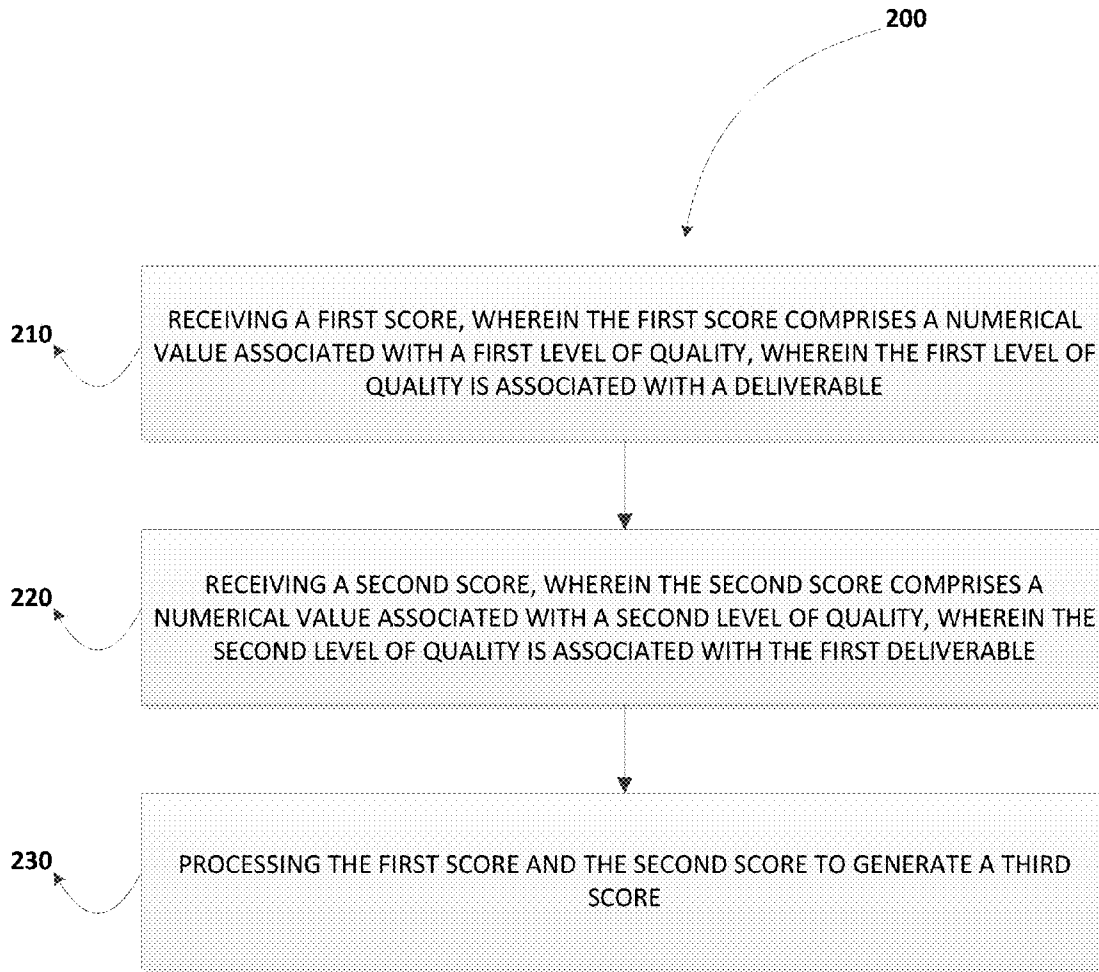 200
210
RECEIVING A FIRST SCORE, WHEREIN THE FIRST SCORE COMPRISES A NUMERICAL
VALUE ASSOCIATED WITH A FIRST LEVEL OF QUALITY, WHEREIN THE FIRST LEVEL OF
QUALITY IS ASSOCIATED WITH A DELIVERABLE
220
RECEIVING A SECOND SCORE, WHEREIN THE SECOND SCORE COMPRISES A
NUMERICAL VALUE ASSOCIATED WITH A SECOND LEVEL OF QUALITY, WHEREIN THE
SECOND LEVEL OF QUALITY IS ASSOCIATED WITH THE FIRST DELIVERABLE
230
PROCESSING THE FIRST SCORE AND THE SECOND SCORE TO GENERATE A THIRD
SCORE